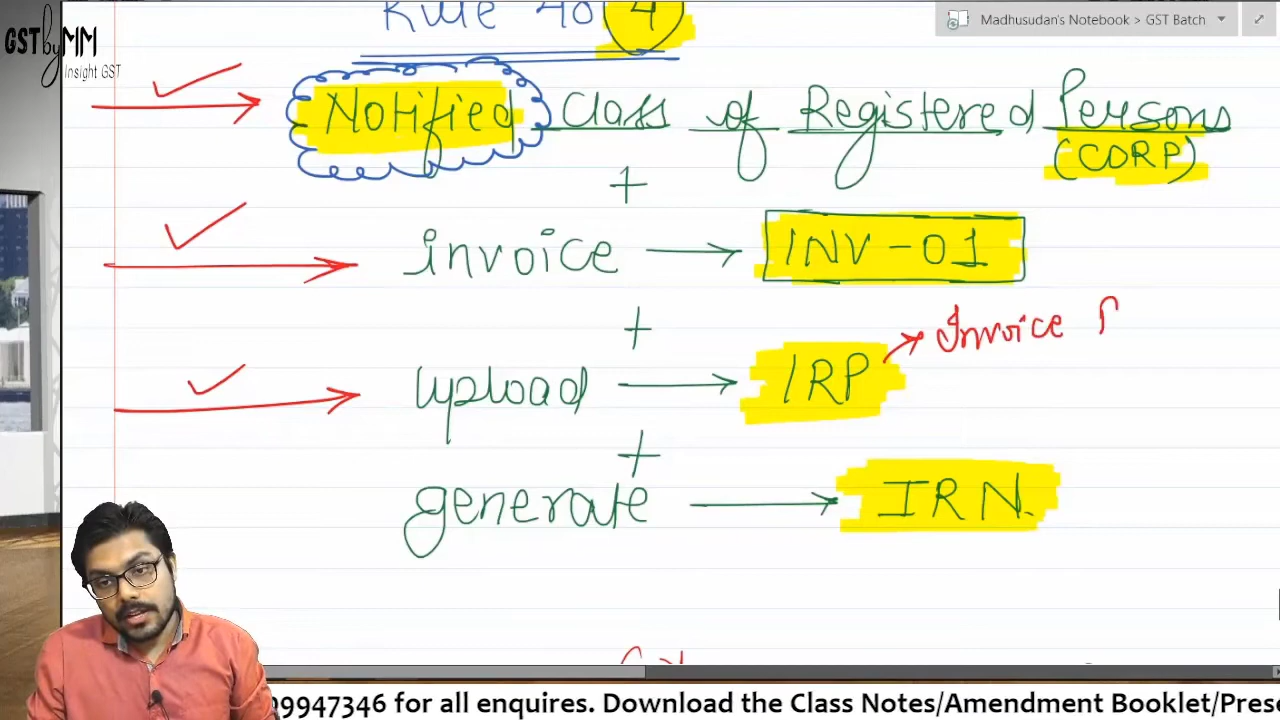 Rule 48 4
GST by MM
Insight GST
Madhusudan's Notebook > GST Batch
Notified Class of Registered Persons
(CORP)
+
invoice → INV-01
+
upload → IRP → Invoice
+
generate → IRN.
99947346 for all enquires. Download the Class Notes/Amendment Booklet/Prese